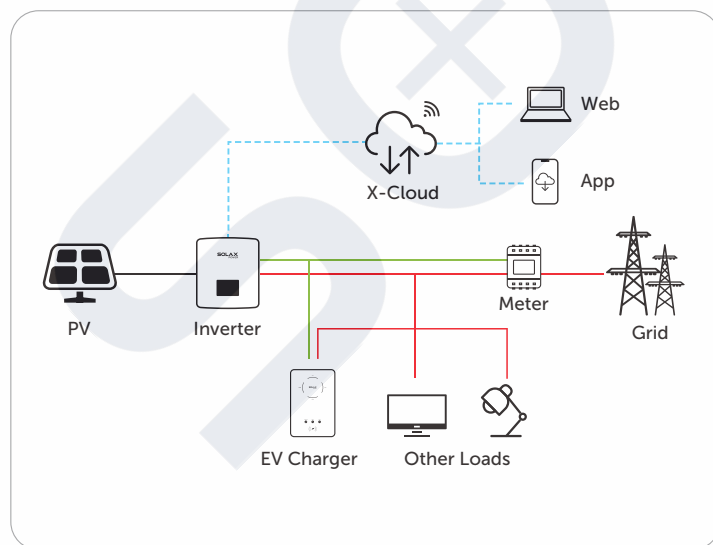 Web
App
X-Cloud
SOLAX
PV
Inverter
Meter
Grid
EV Charger
Other Loads